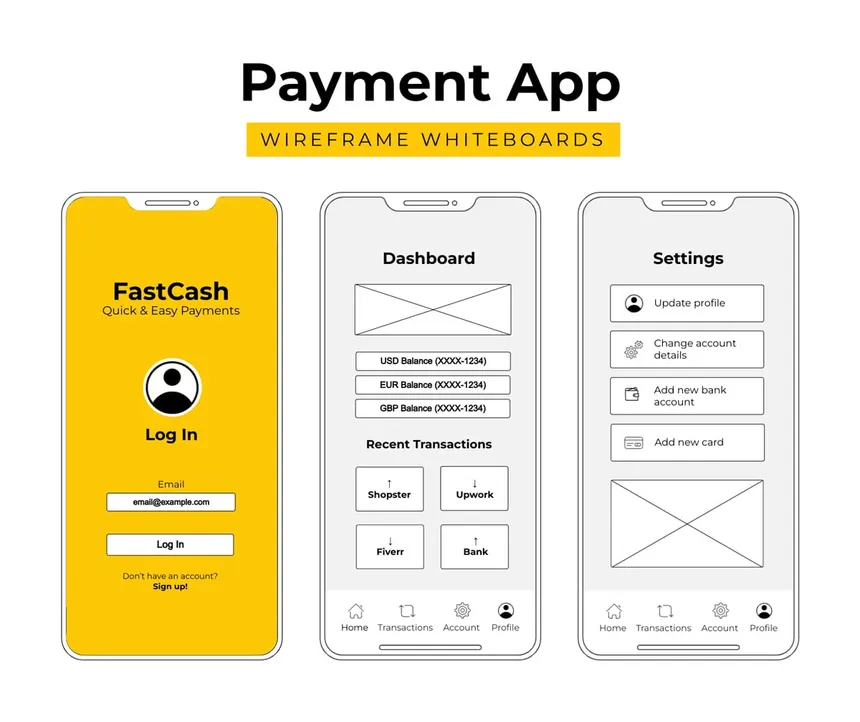 Payment App
WIREFRAME WHITEBOARDS
FastCash
Quick & Easy Payments
Log In
Email
email@example.com
Log In
Don't have an account?
Sign up!
Dashboard
USD Balance (XXXX-1234)
EUR Balance (XXXX-1234)
GBP Balance (XXXX-1234)
Recent Transactions
↑ ↓
Shopster Upwork
↓ ↑
Fiverr Bank
Home Transactions Account Profile
Settings
Update profile
Change account
details
Add new bank
account
Add new card
Home Transactions Account Profile